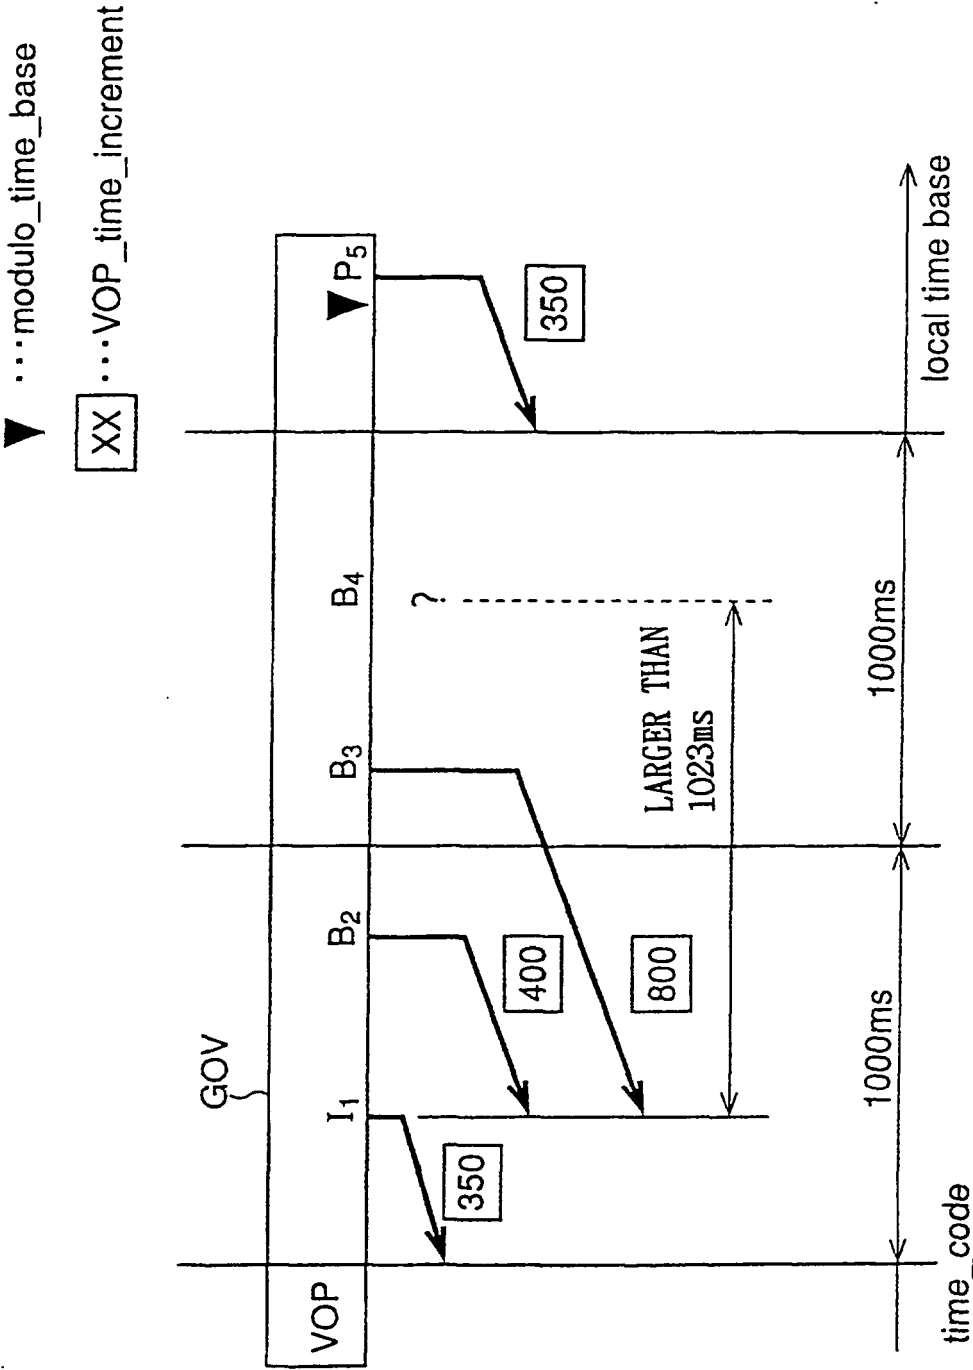 ▼ ···modulo_time_base
XX ····VOP_time_increment
GOV
VOP I1 B2 B3 B4 P5
▼
?
350
400
800
350
LARGER THAN
1023ms
1000ms
1000ms
time_code
local time base